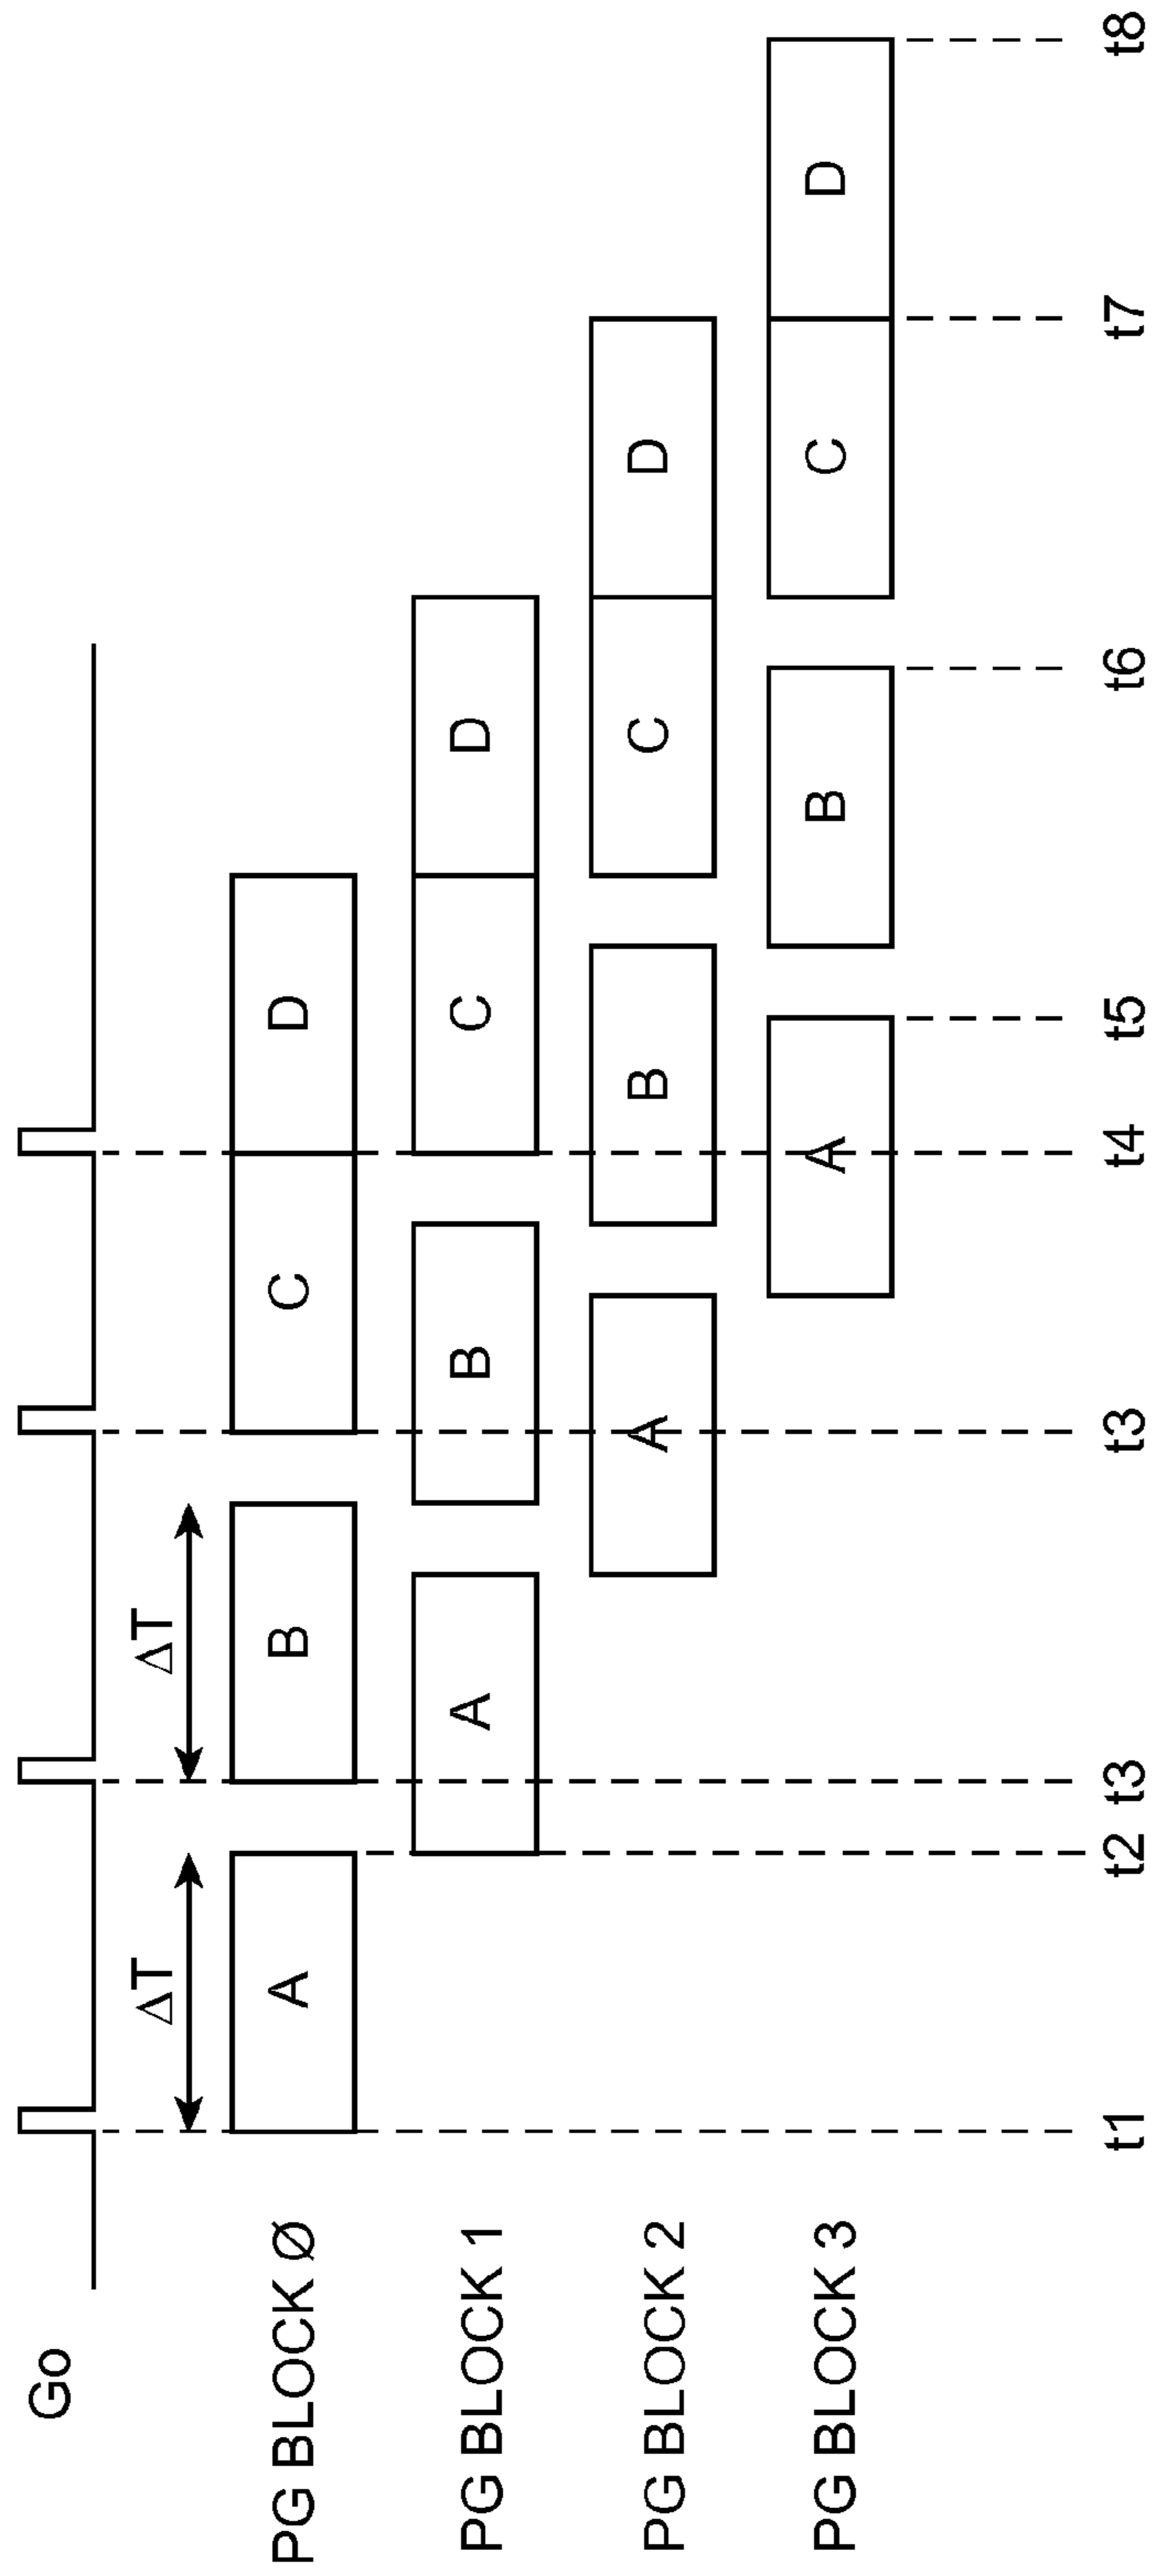 Go
ΔT ΔT
PG BLOCK Ø A B C D
PG BLOCK 1 A B C D
PG BLOCK 2 A B C D
PG BLOCK 3 A B C D
t1 t2 t3 t3 t4 t5 t6 t7 t8